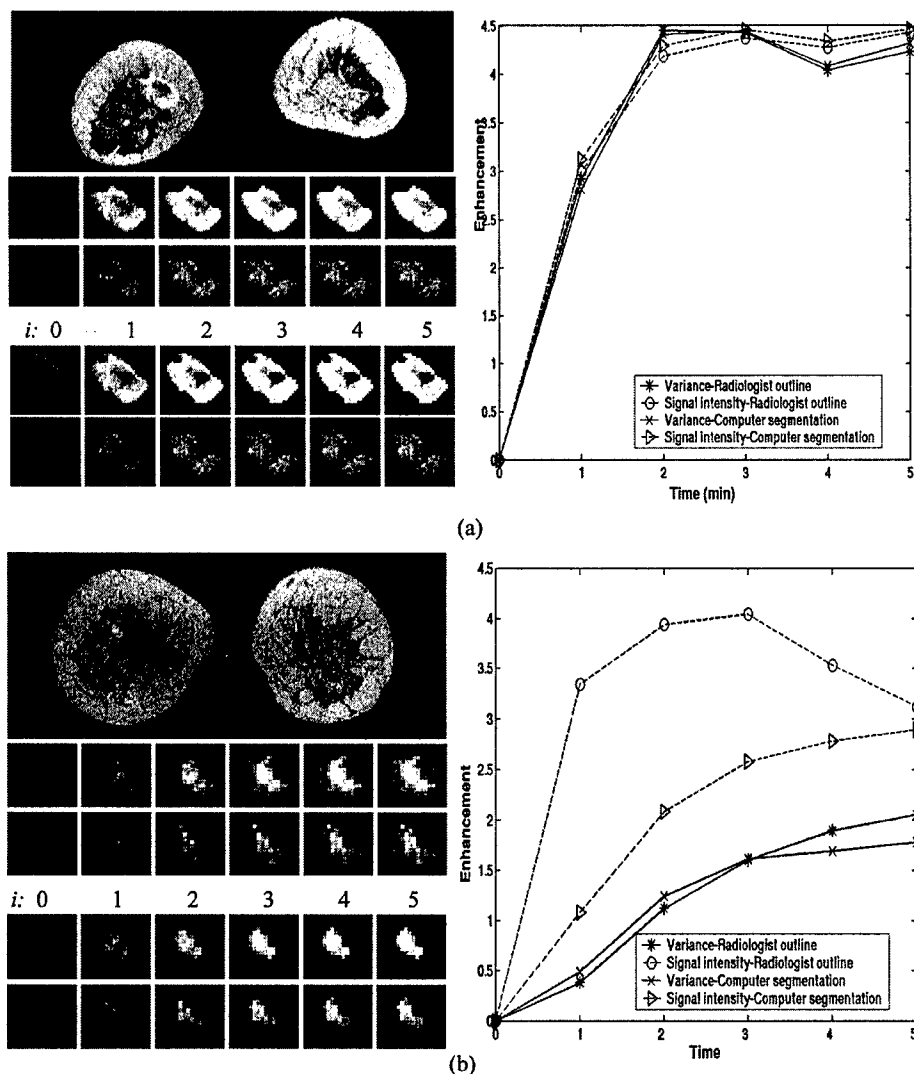 4.5
4
3.5
3
2.5
2
1.5
1
0.5
0
Enhancement
0 1 2 3 4 5
Time (min)
Variance-Radiologist outline
Signal intensity-Radiologist outline
Variance-Computer segmentation
Signal intensity-Computer segmentation
i: 0 1 2 3 4 5
(a)
4.5
4
3.5
3
2.5
2
1.5
1
0.5
0
Enhancement
0 1 2 3 4 5
Time
Variance-Radiologist outline
Signal intensity-Radiologist outline
Variance-Computer segmentation
Signal intensity-Computer segmentation
i: 0 1 2 3 4 5
(b)